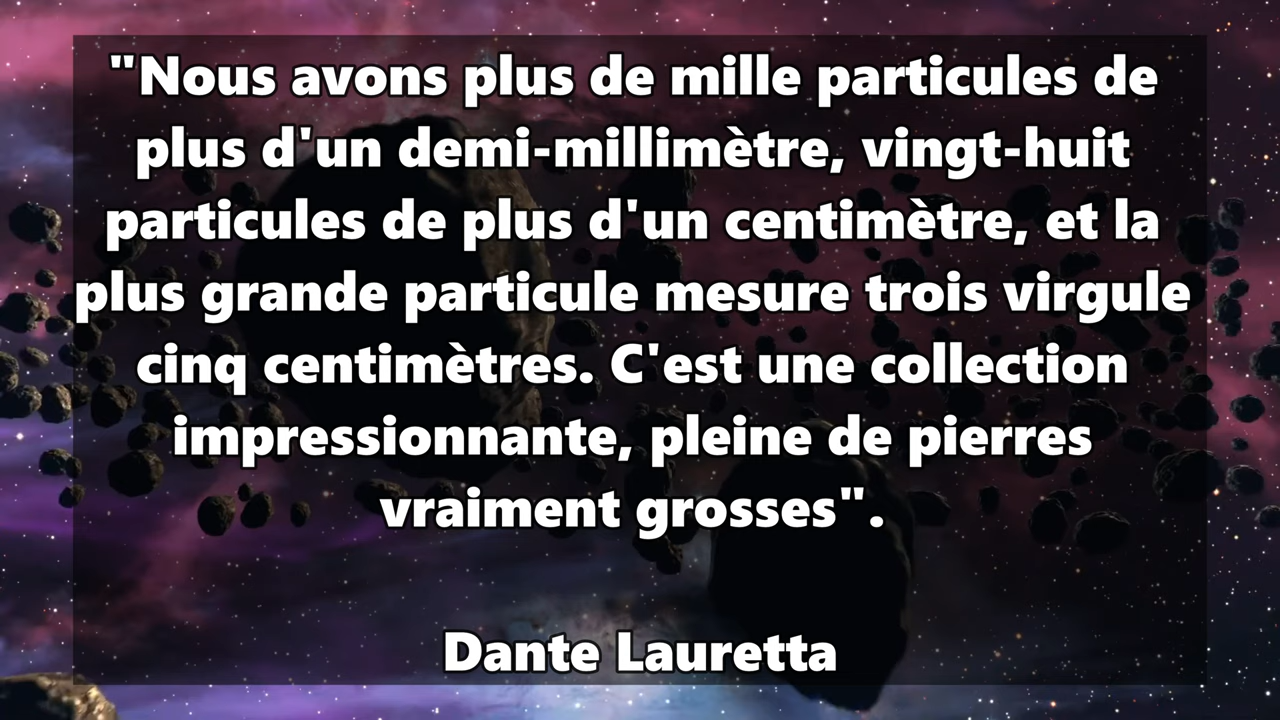 "Nous avons plus de mille particules de
plus d'un demi-millimètre, vingt-huit
particules de plus d'un centimètre, et la
plus grande particule mesure trois virgule
cinq centimètres. C'est une collection
impressionnante, pleine de pierres
vraiment grosses".
Dante Lauretta